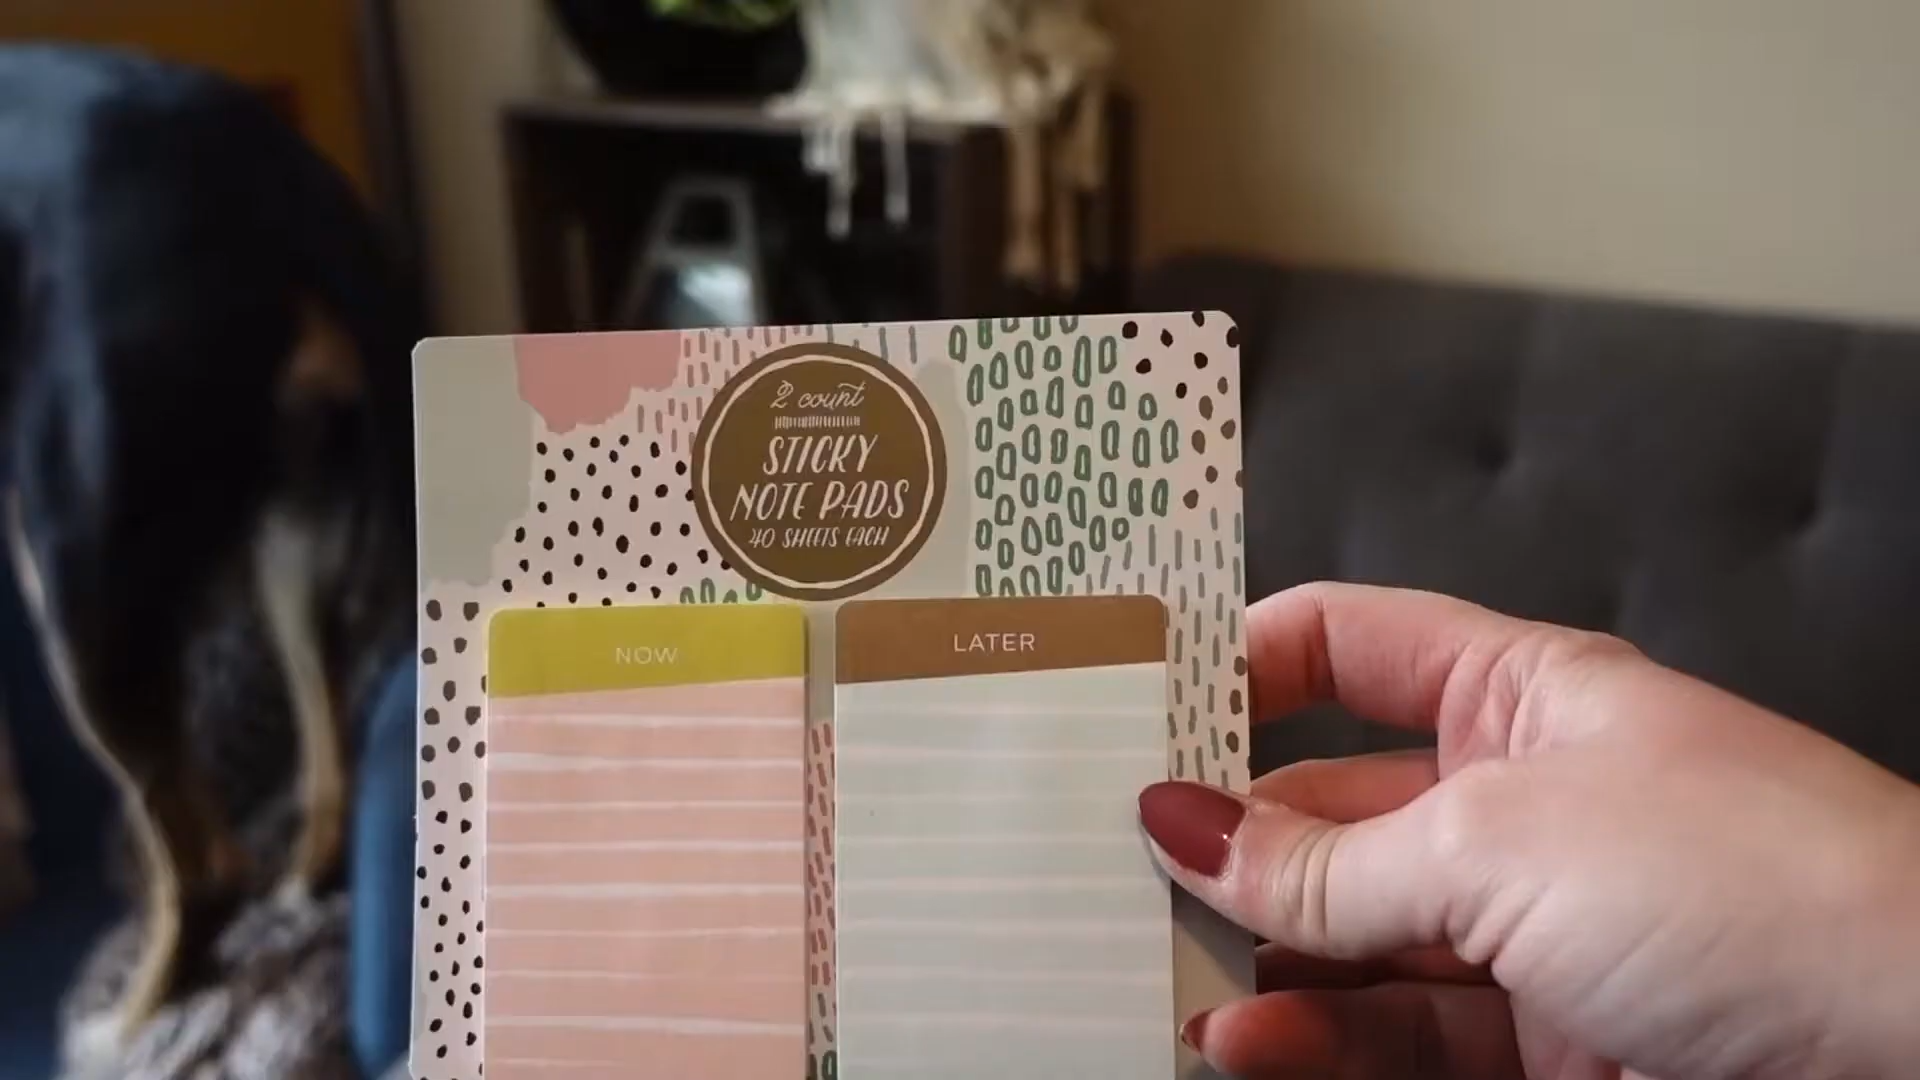 2 count
STICKY
NOTE PADS
40 SHEETS EACH
NOW
LATER